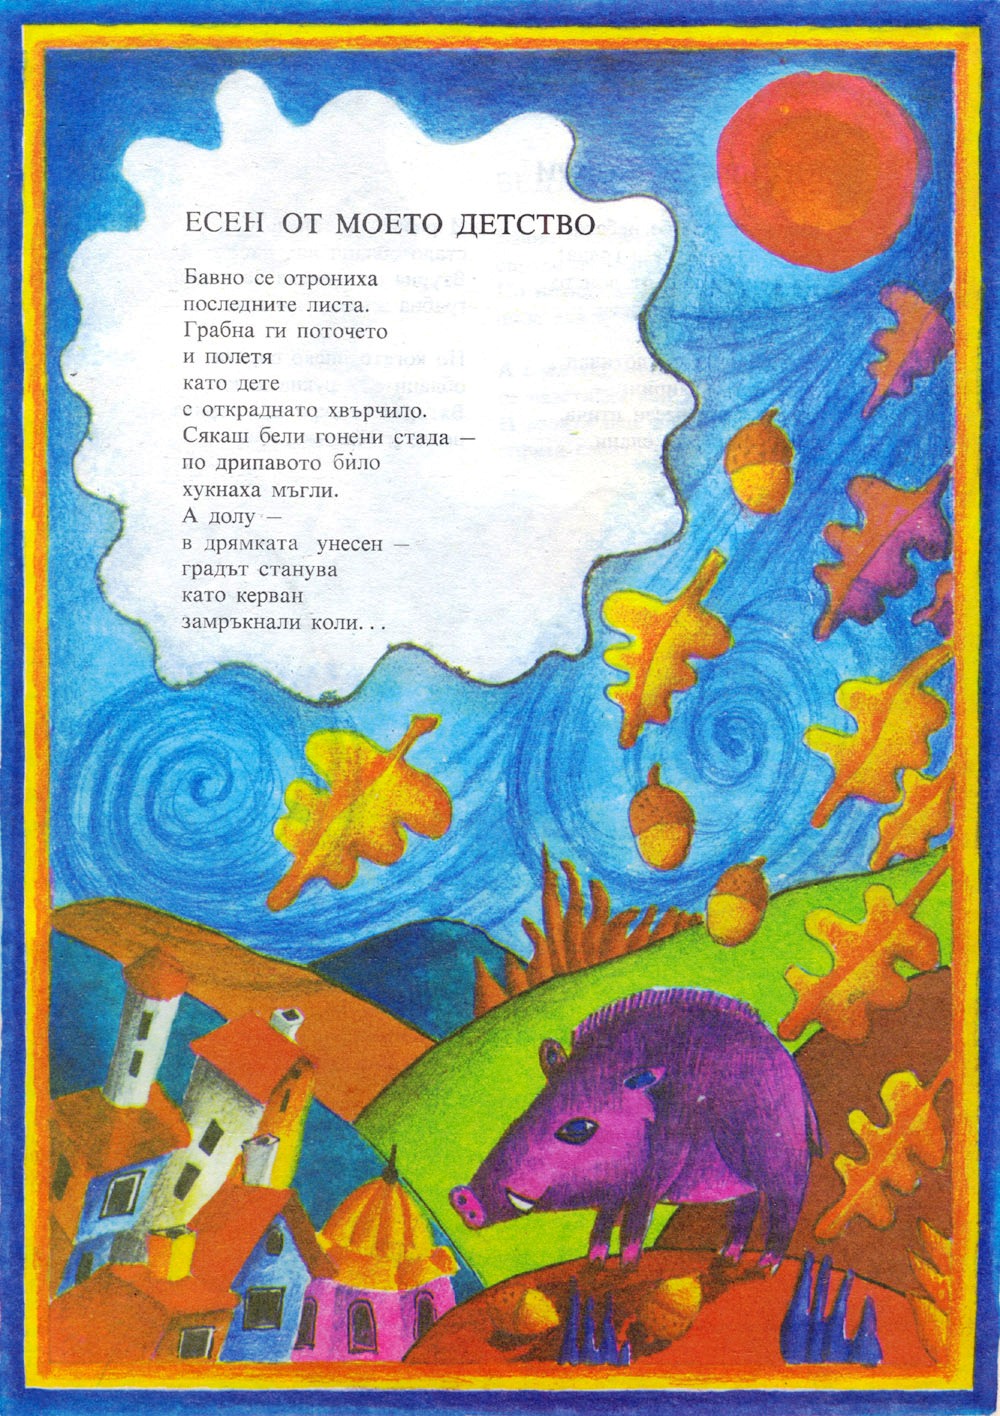 ЕСЕН ОТ МОЕТО ДЕТСТВО
Бавно се отрониха
последните листа.
Грабна ги поточето
и полетя
като дете
с откраднато хвърчило.
Сякаш бели гонени стада —
по дрипавото бѝло
хукнаха мъгли.
А долу —
в дрямката унесен —
градът станува
като керван
замръкнали коли...